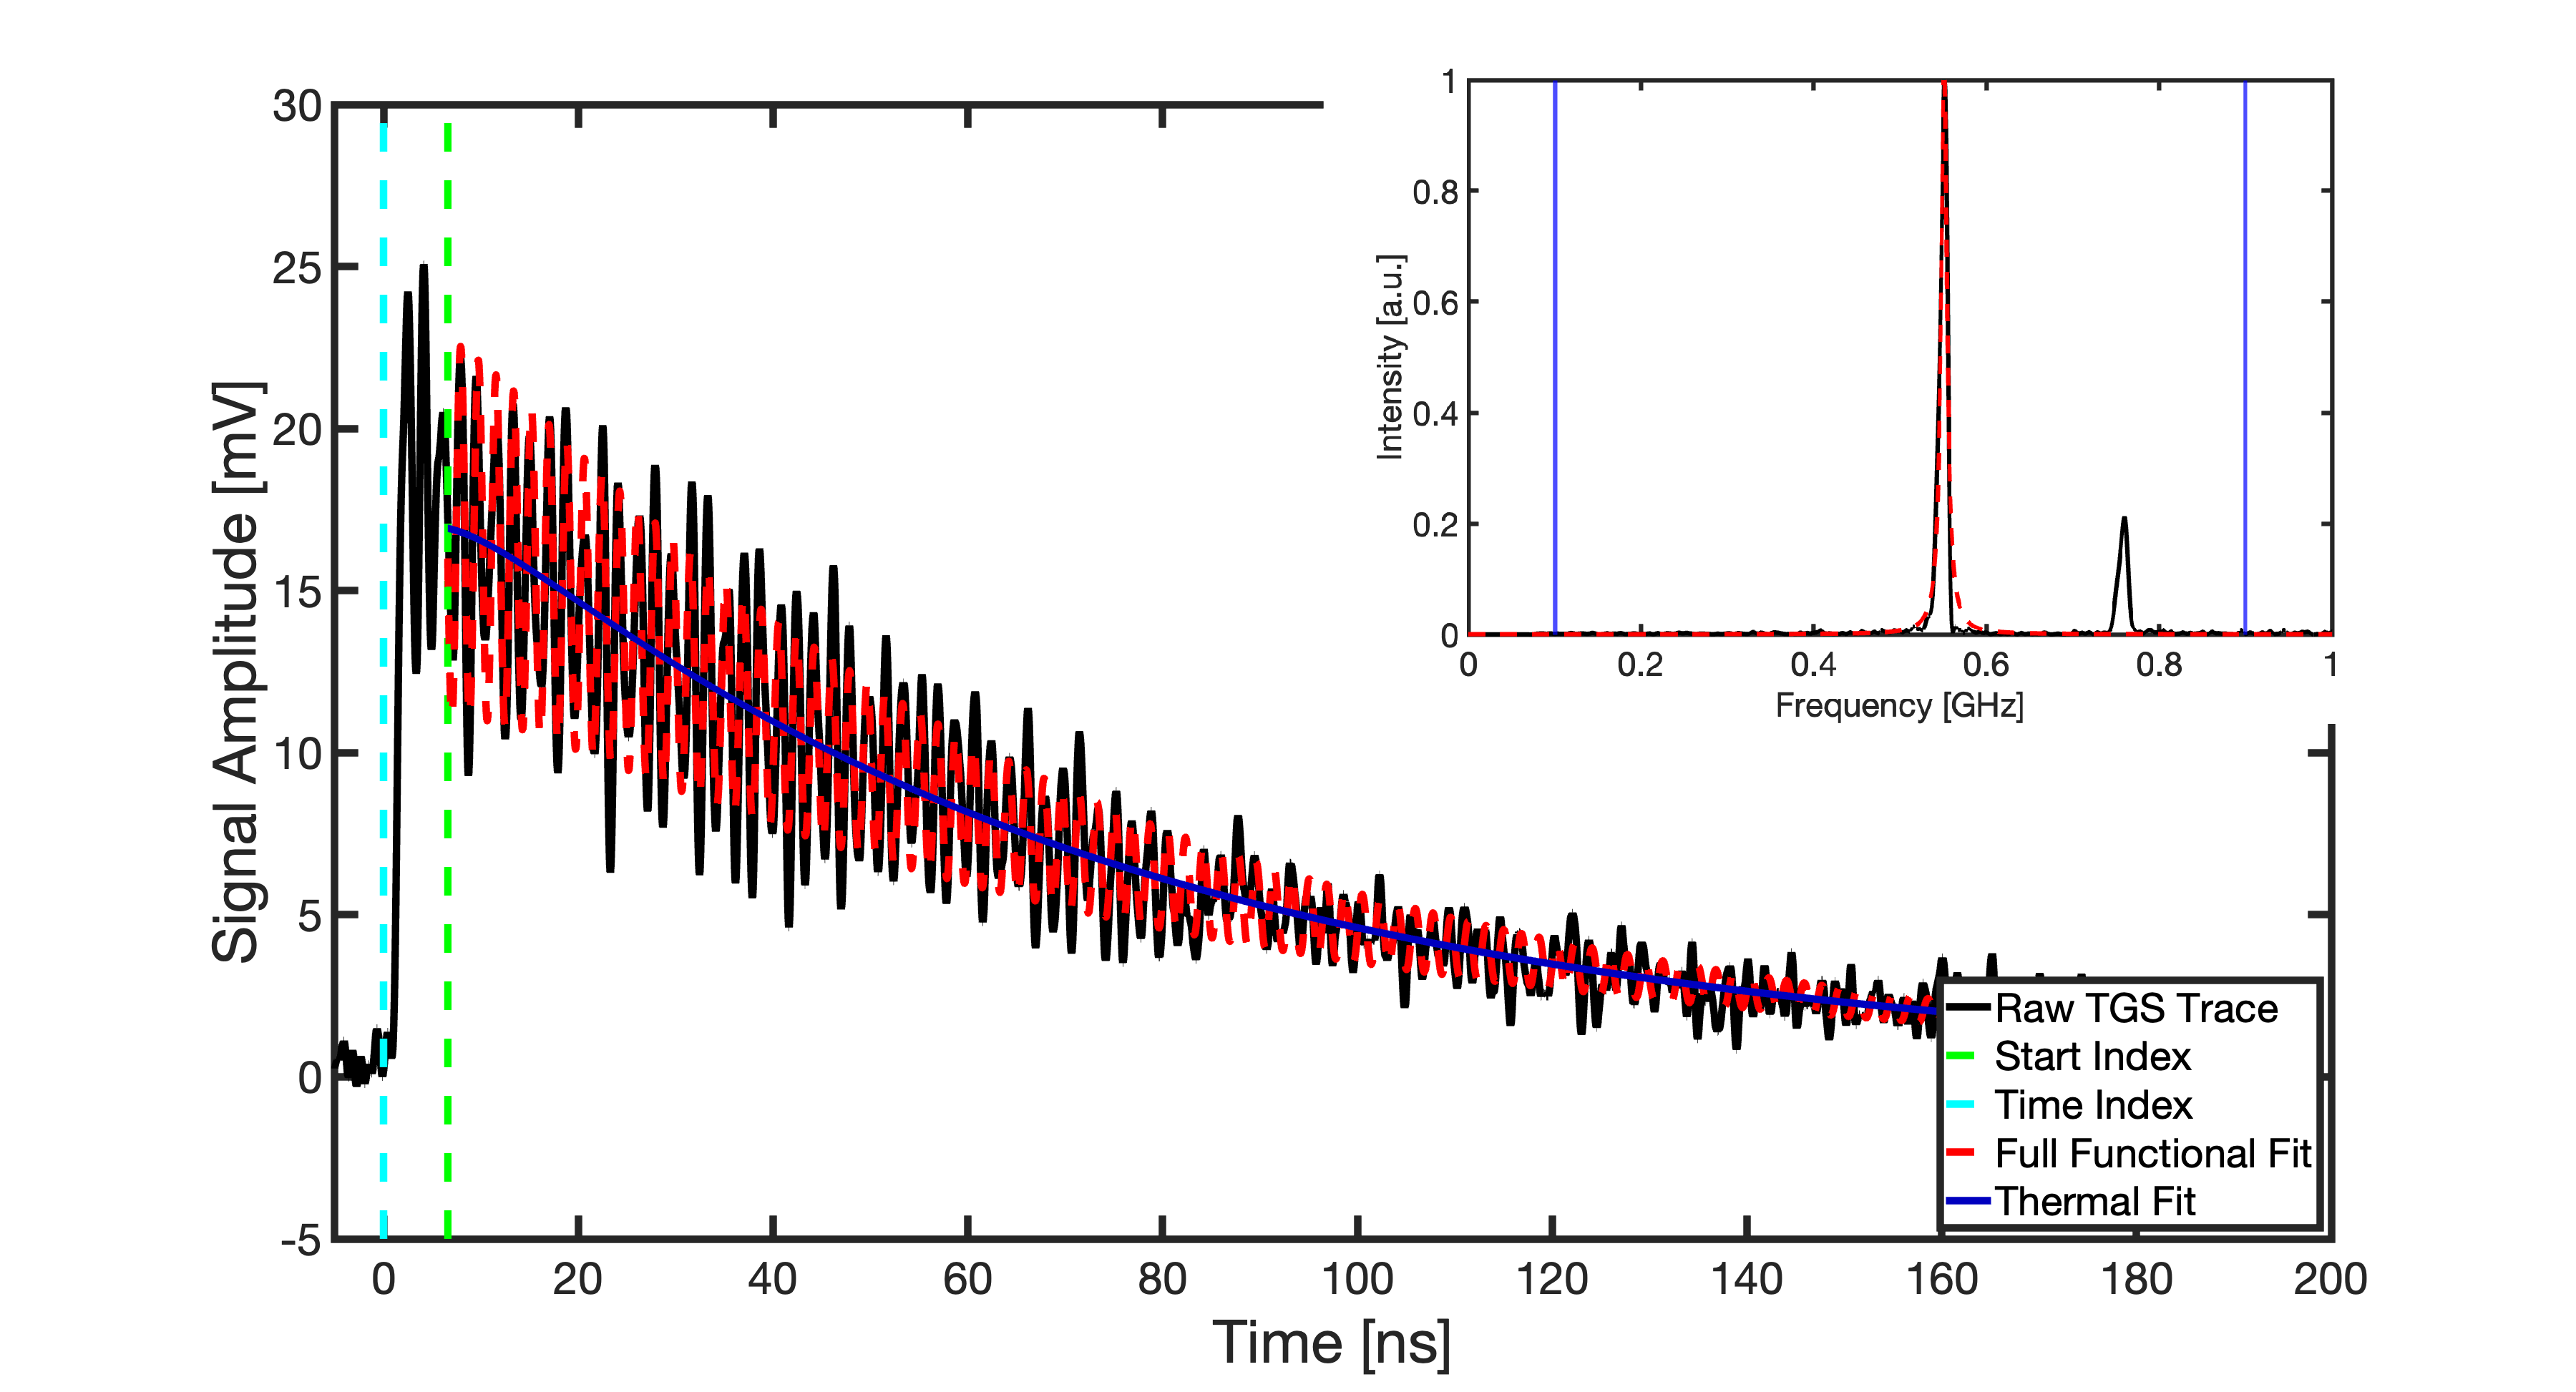 30
25
20
15
10
5
0
-5
Signal Amplitude [mV]
0 20 40 60 80 100 120 140 160 180 200
Time [ns]
1
0.8
0.6
0.4
0.2
0
Intensity [a.u.]
0 0.2 0.4 0.6 0.8 1
Frequency [GHz]
Raw TGS Trace
Start Index
Time Index
Full Functional Fit
Thermal Fit